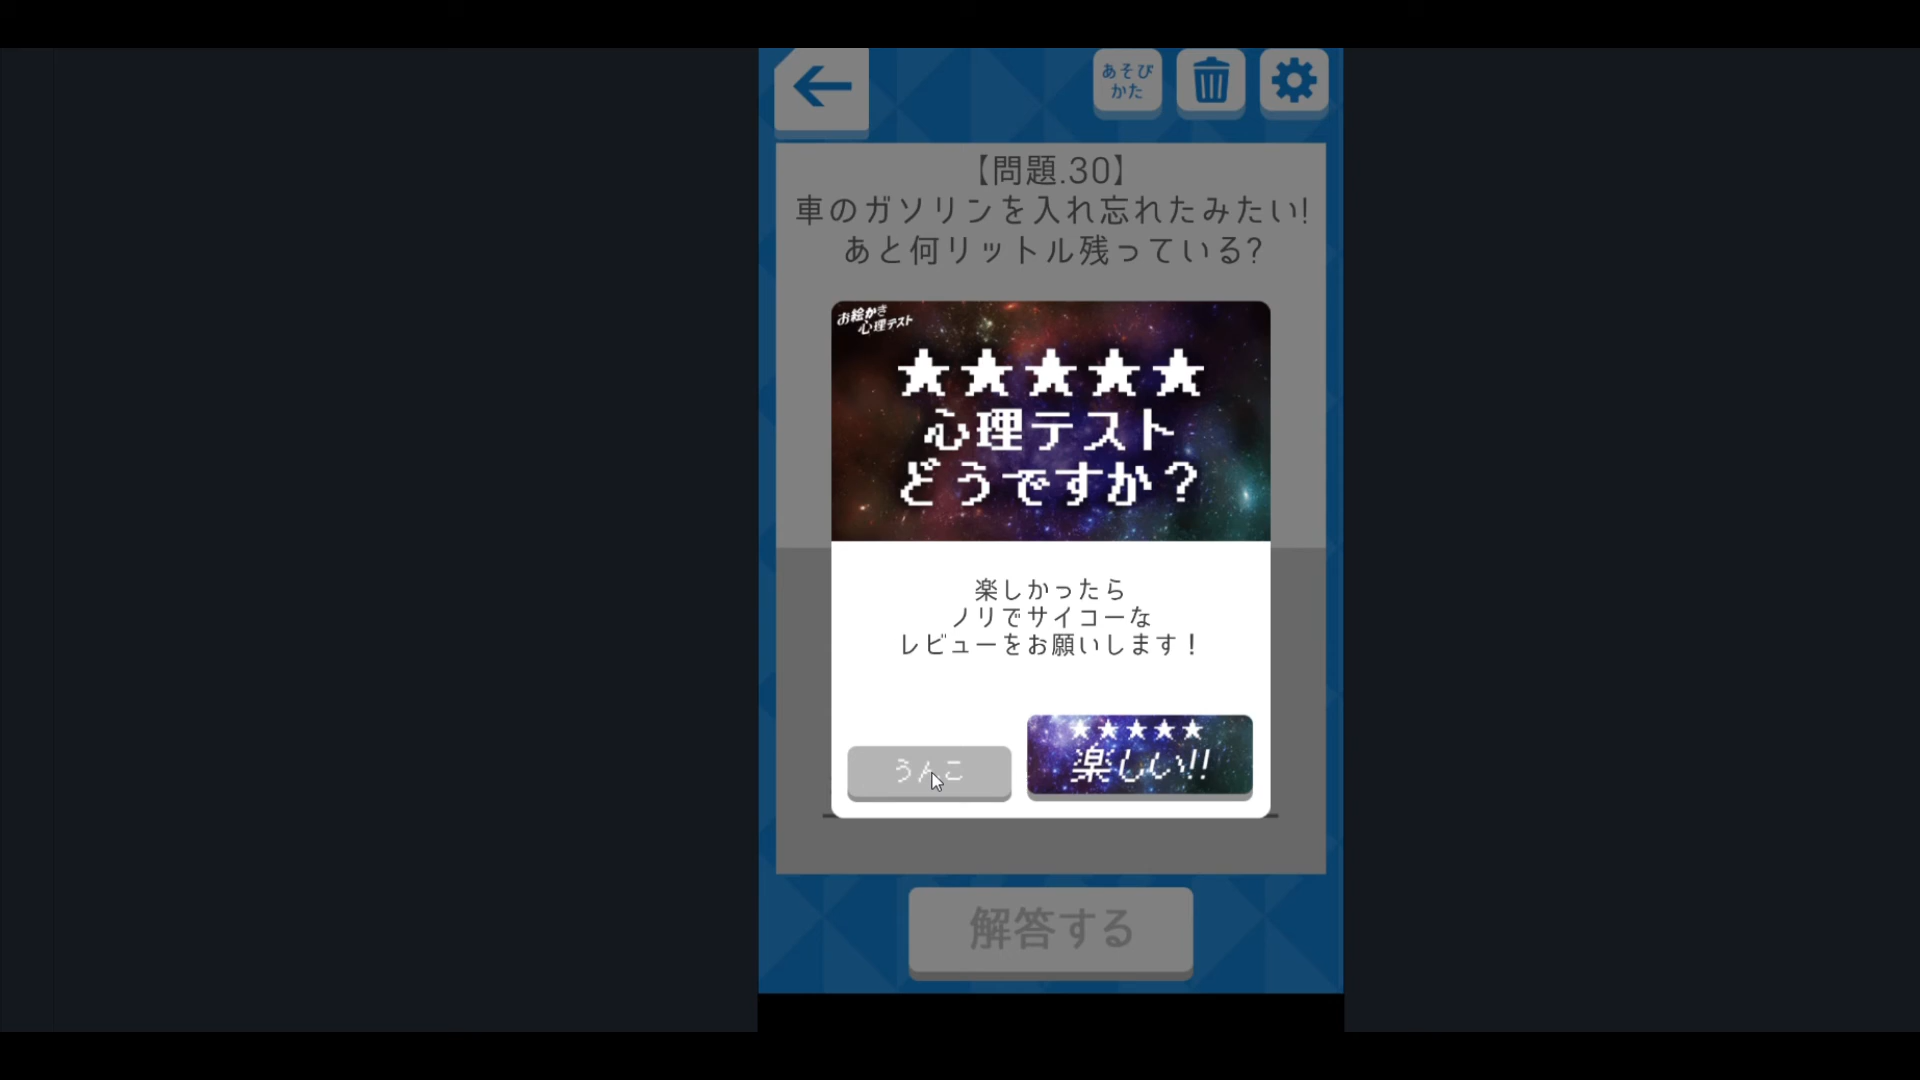 あそび
かた
【問題.30】
車のガソリンを入れ忘れたみたい!
あと何リットル残っている?
お絵かき
心理テスト
★★★★★
心理テスト
どうですか？
楽しかったら
ノリでサイコーな
レビューをお願いします！
うんこ
★★★★★
楽しい!!
解答する